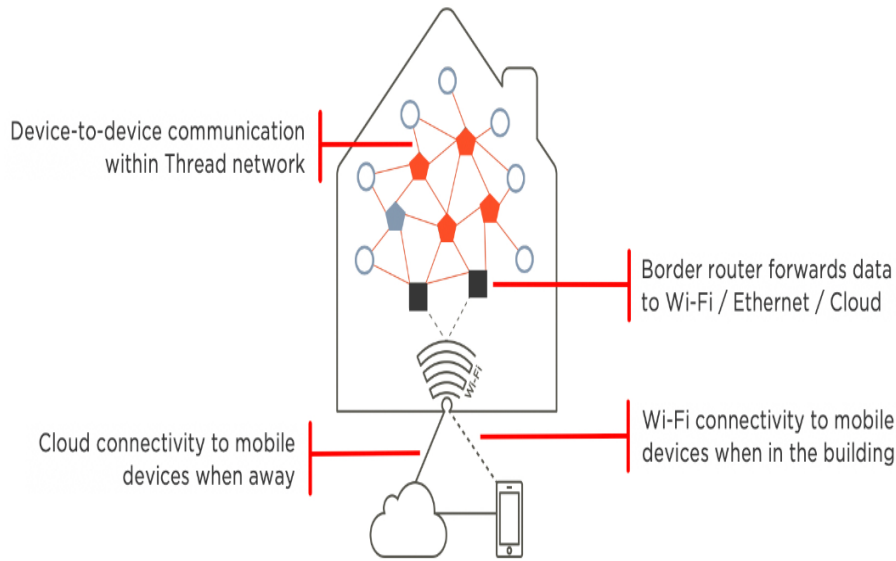 Device-to-device communication
within Thread network
Border router forwards data
to Wi-Fi / Ethernet / Cloud
Wi-Fi
Cloud connectivity to mobile
devices when away
Wi-Fi connectivity to mobile
devices when in the building